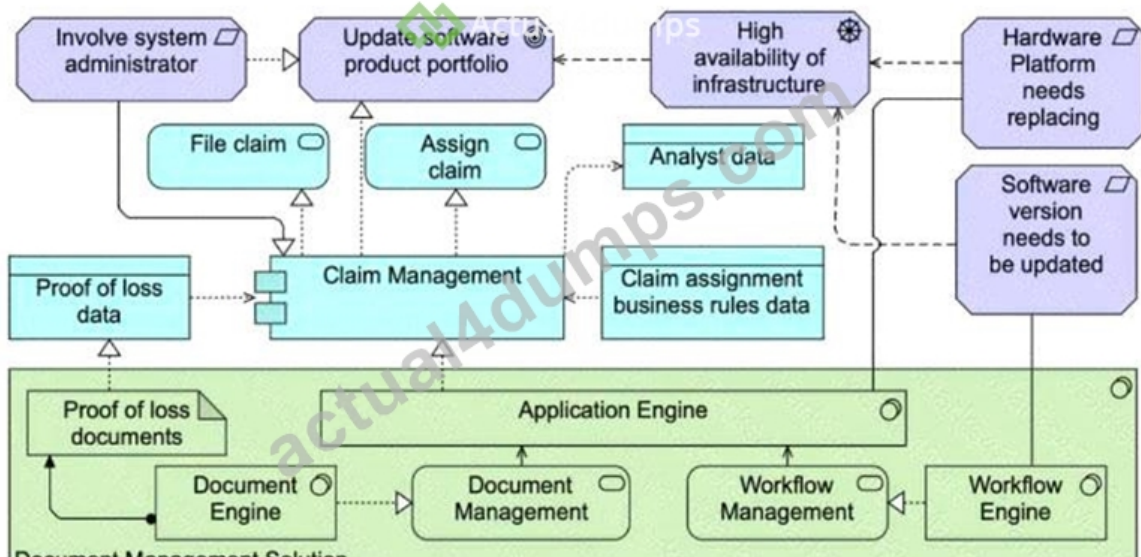 Involve system
administrator
Update software
product portfolio
High
availability of
infrastructure
Hardware
Platform
needs
replacing
File claim
Assign
claim
Analyst data
Software
version
needs to
be updated
Proof of loss
data
Claim Management
Claim assignment
business rules data
Proof of loss
documents
Application Engine
Document
Engine
Document
Management
Workflow
Management
Workflow
Engine
Document Management Solution
actual4dumps.com